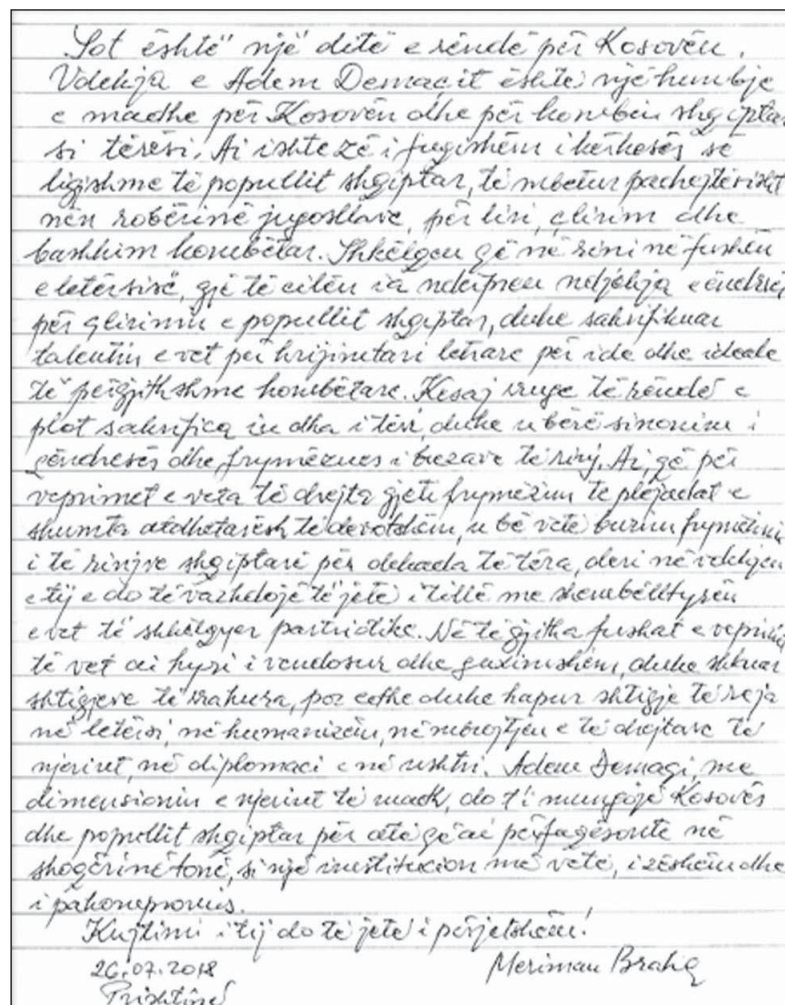 Sot është një ditë e rëndë për Kosovën.
Vdekja e Adem Demaçit është një humbje
e madhe për Kosovën dhe për kombin shqiptar
si tërësi. Ai ishte zë i fuqishëm i kërkesës së
ligjshme të popullit shqiptar, të mbetur padrejtësisht
nën robërinë jugosllave, për liri, çlirim dhe
bashkim kombëtar. Shkëlqeu që në rini në fushën
e letërsisë, gjë të cilën ia ndërpreu ndjekja e ëndrrës
për çlirimin e popullit shqiptar, duke sakrifikuar
talentin e vet për krijimtari letrare për ide dhe ideale
të përgjithshme kombëtare. Kësaj rruge të rëndë e
plot sakrifica iu dha i tëri, duke u bërë sinonim i
qëndresës dhe frymëzues i brezave të rinj. Ai, që për
veprimet e veta të drejta gjeti frymëzim te plejadat e
shumta atdhetarësh të devotshëm, u bë vetë burim frymëzimi
i të rinjve shqiptarë për dekada të tëra, deri në vdekjen
e tij e do të vazhdojë të jetë i tillë me shembëlltyrën
e vet të shkëlqyer patriotike. Në të gjitha fushat e veprimit
të vet ai hyri i vendosur dhe guximshëm, duke shkuar
shtigjeve të rrahura, por edhe duke hapur shtigje të reja
në letërsi, në humanizëm, në mbrojtjen e të drejtave të
njeriut, në diplomaci e në ushtri. Adem Demaçi, me
dimensionin e njeriut të madh, do t'i mungojë Kosovës
dhe popullit shqiptar për atë që ai përfaqësonte në
shoqërinë tonë, si një institucion më vete, i zëshëm dhe
i pakompromis.
Kujtimi i tij do të jetë i përjetshëm!
26.07.2018 Meriman Braha
Prishtinë